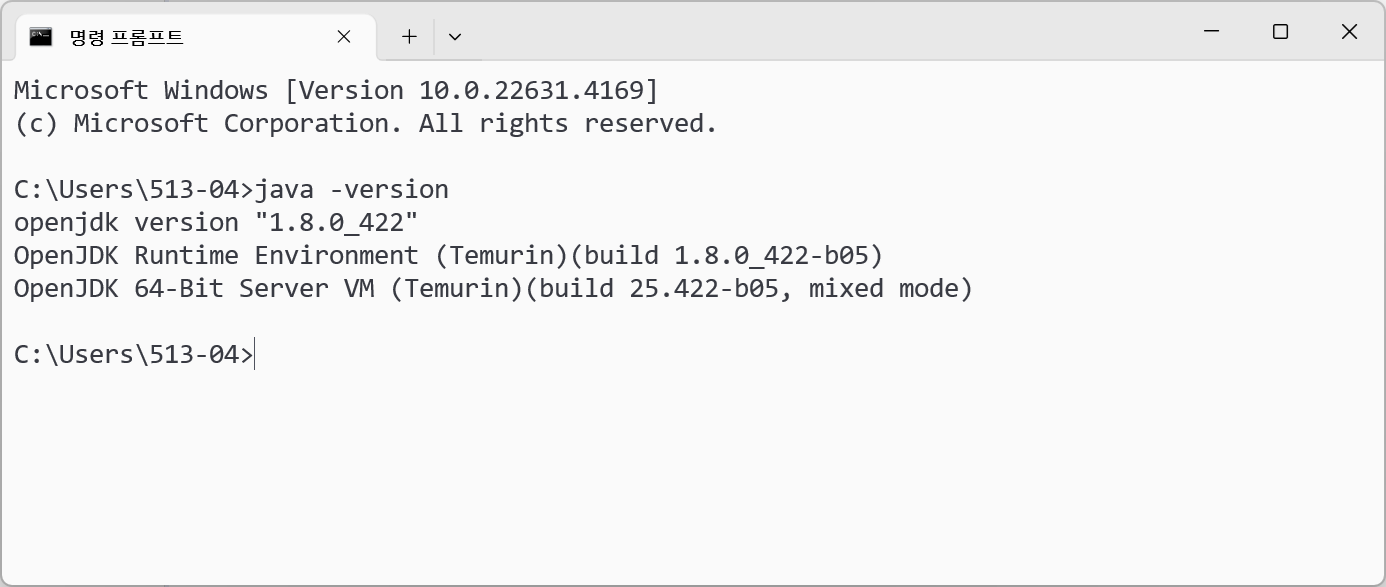 명령 프롬프트
Microsoft Windows [Version 10.0.22631.4169]
(c) Microsoft Corporation. All rights reserved.
C:\Users\513-04>java -version
openjdk version "1.8.0_422"
OpenJDK Runtime Environment (Temurin)(build 1.8.0_422-b05)
OpenJDK 64-Bit Server VM (Temurin)(build 25.422-b05, mixed mode)
C:\Users\513-04>